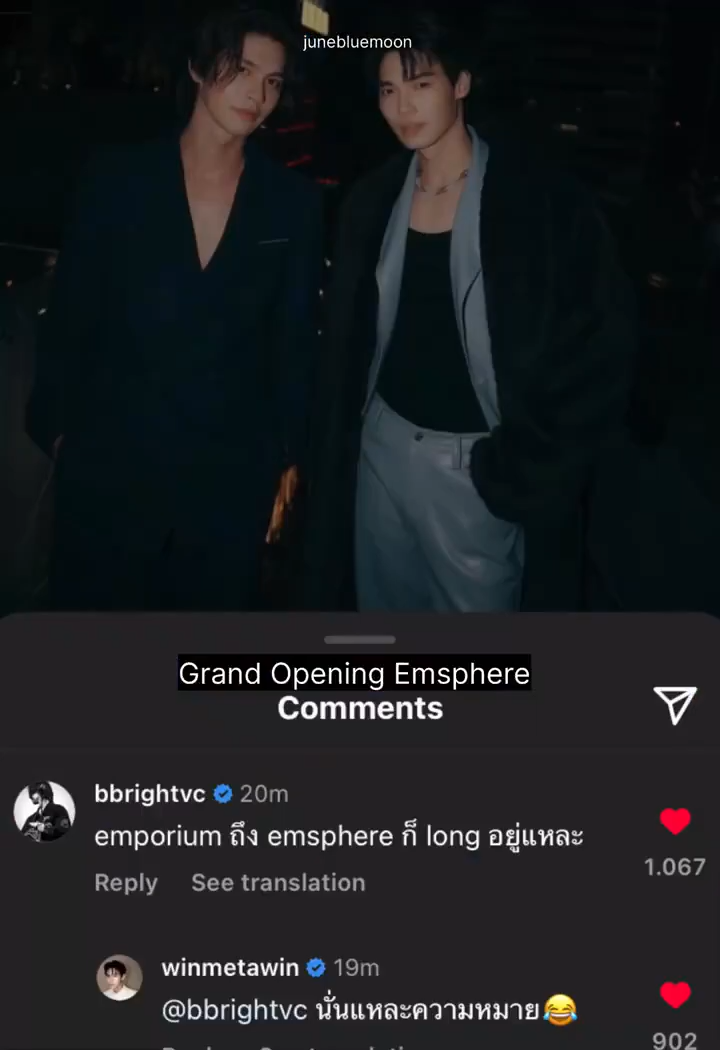 junebluemoon
Grand Opening Emsphere
Comments
bbrightvc 20m
emporium ถึง emsphere ก็ long อยู่แหละ
1.067
Reply See translation
winmetawin 19m
@bbrightvc นั่นแหละความหมาย😂
902